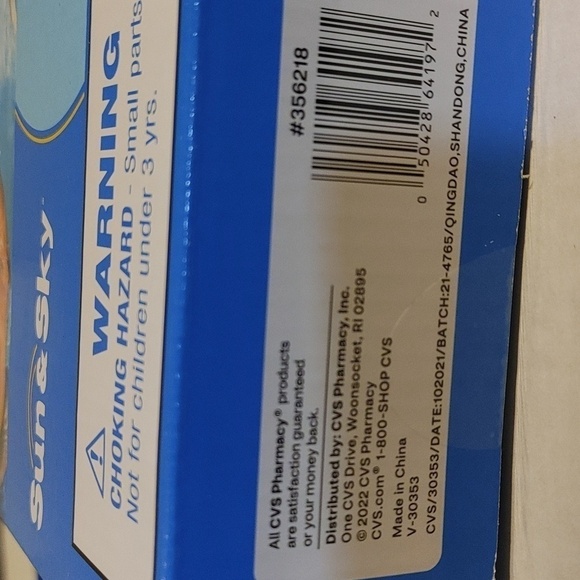 Sun & Sky
WARNING
CHOKING HAZARD - Small parts
Not for children under 3 yrs.
#356218
0 50428 64197 2
All CVS Pharmacy® products
are satisfaction guaranteed
or your money back.
Distributed by: CVS Pharmacy, Inc.
One CVS Drive, Woonsocket, RI 02895
© 2022 CVS Pharmacy
CVS.com® 1-800-SHOP CVS
Made in China
V-30353
CVS/30353/DATE:102021/BATCH:21-4765/QINGDAO,SHANDONG,CHINA